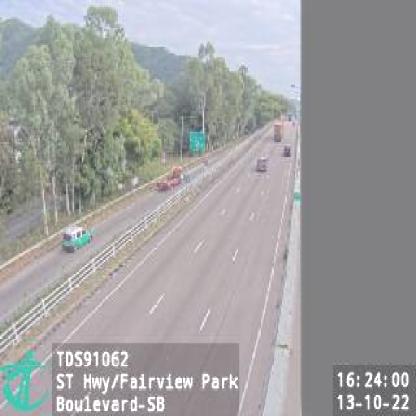 TDS91062
ST Hwy/Fairview Park
Boulevard-SB
16:24:00
13-10-22